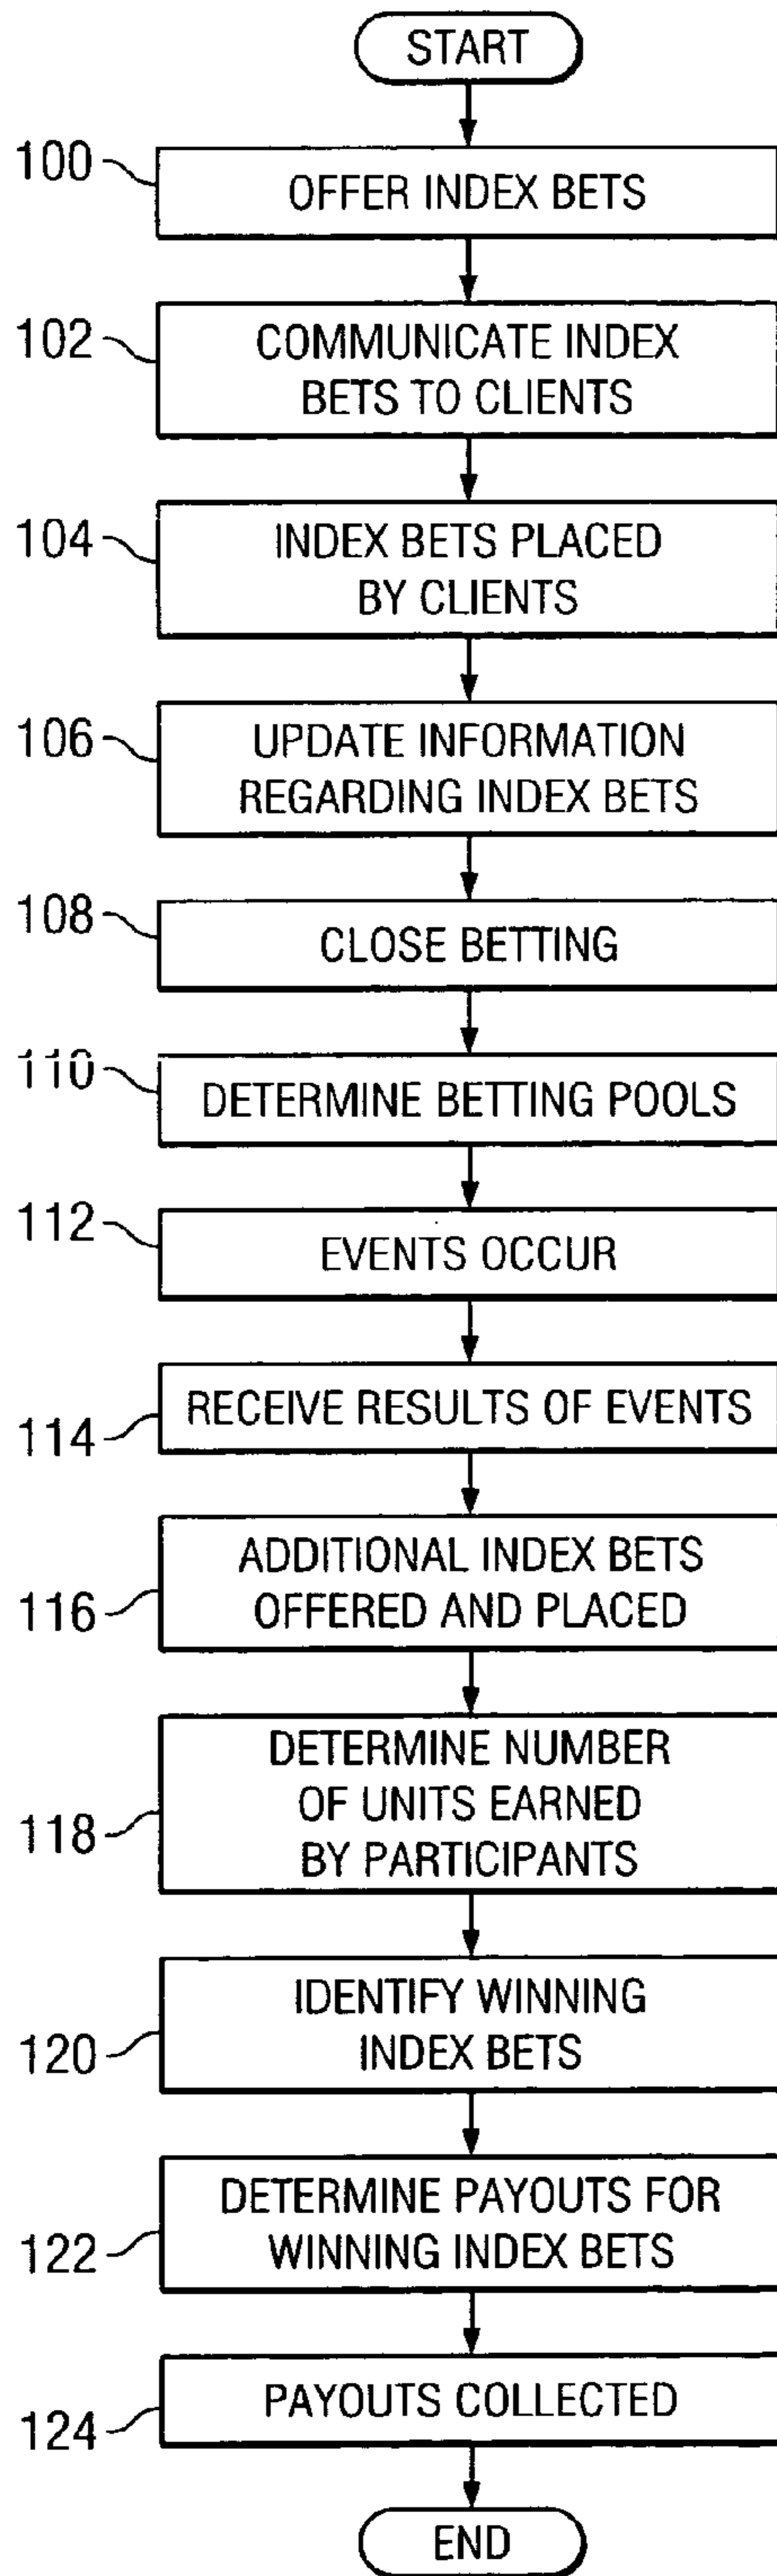 START
100
OFFER INDEX BETS
102
COMMUNICATE INDEX
BETS TO CLIENTS
104
INDEX BETS PLACED
BY CLIENTS
106
UPDATE INFORMATION
REGARDING INDEX BETS
108
CLOSE BETTING
110
DETERMINE BETTING POOLS
112
EVENTS OCCUR
114
RECEIVE RESULTS OF EVENTS
116
ADDITIONAL INDEX BETS
OFFERED AND PLACED
118
DETERMINE NUMBER
OF UNITS EARNED
BY PARTICIPANTS
120
IDENTIFY WINNING
INDEX BETS
122
DETERMINE PAYOUTS FOR
WINNING INDEX BETS
124
PAYOUTS COLLECTED
END